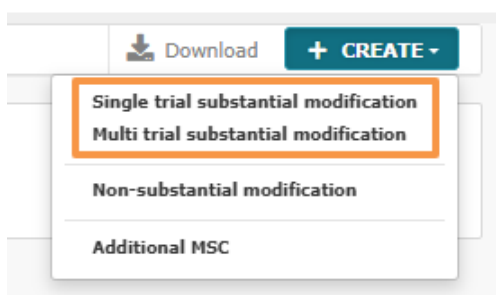 Download + CREATE
Single trial substantial modification
Multi trial substantial modification
Non-substantial modification
Additional MSC